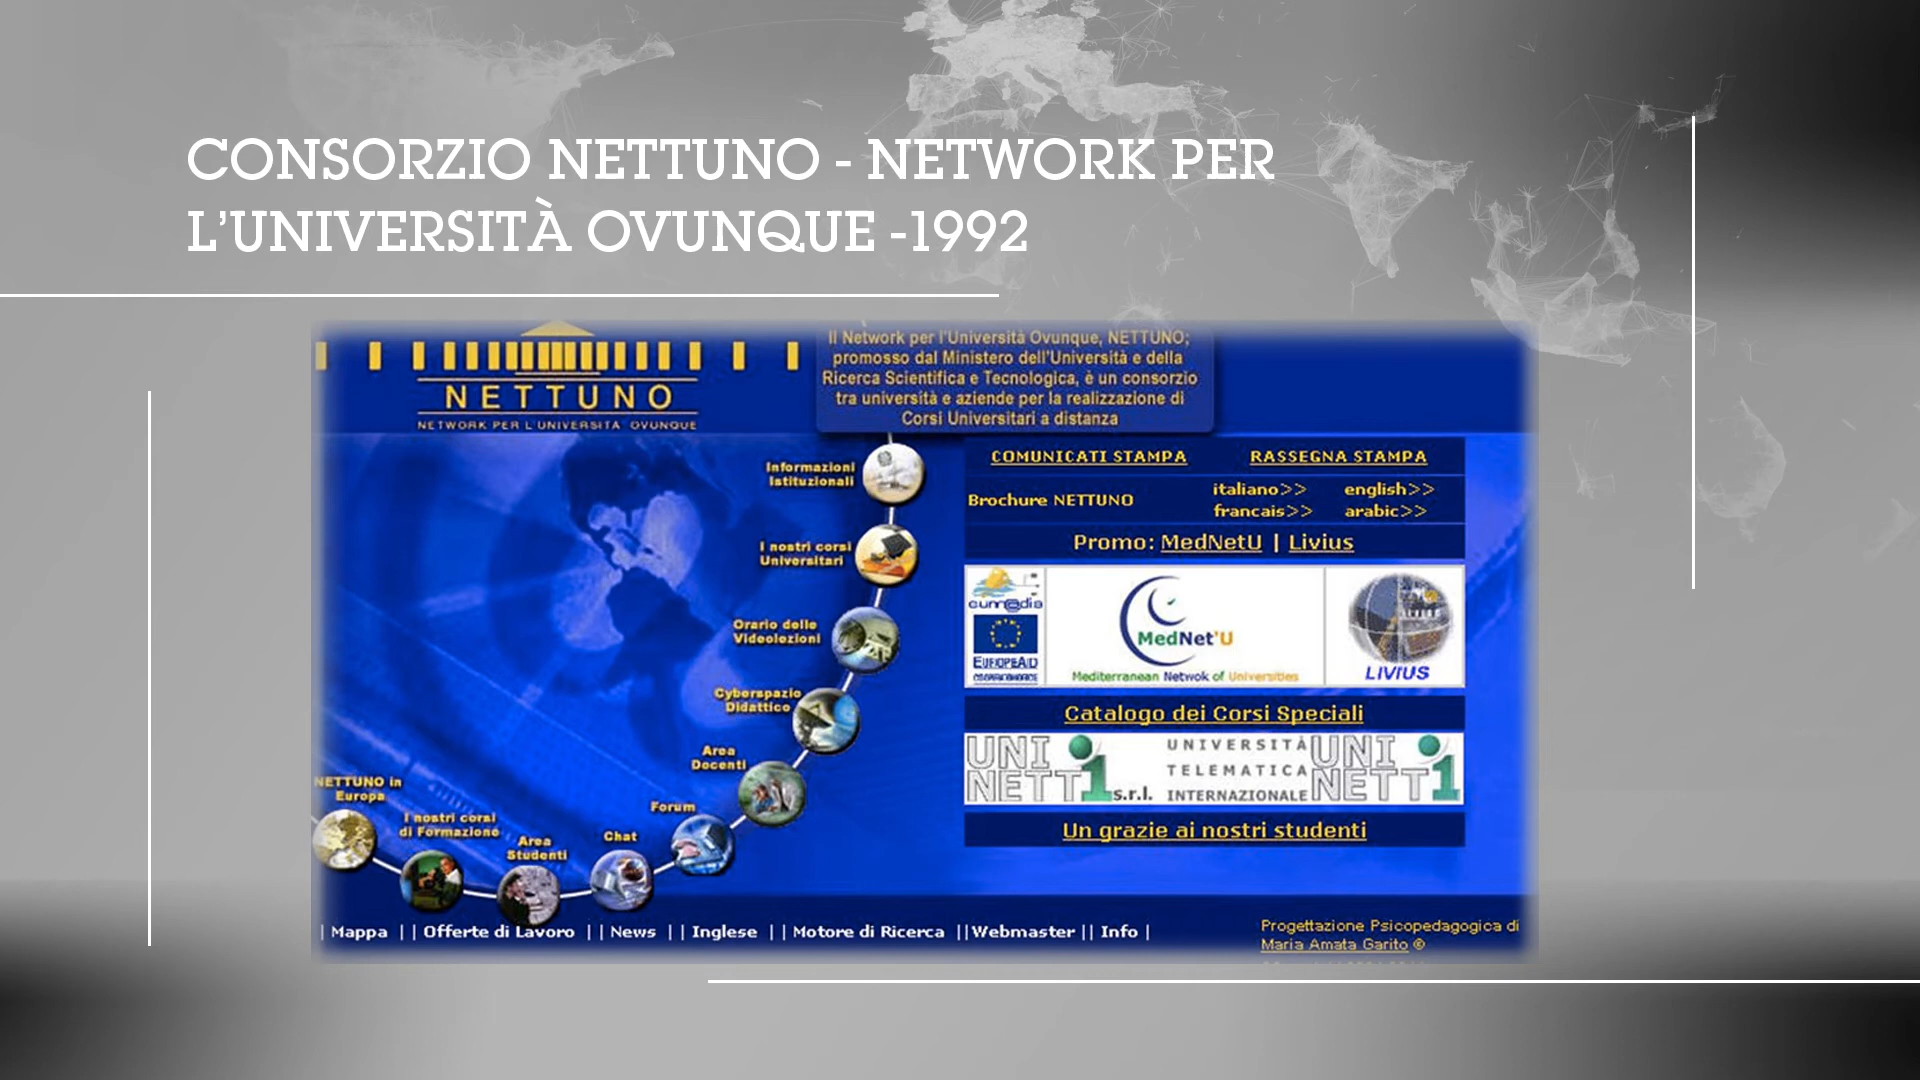 CONSORZIO NETTUNO - NETWORK PER
L’UNIVERSITÀ OVUNQUE -1992
NETTUNO
NETWORK PER L'UNIVERSITÀ OVUNQUE
Il Network per l'Università Ovunque, NETTUNO;
promosso dal Ministero dell'Università e della
Ricerca Scientifica e Tecnologica, è un consorzio
tra università e aziende per la realizzazione di
Corsi Universitari a distanza
Informazioni
Istituzionali
I nostri corsi
Universitari
Orario delle
Videolezioni
Cyberspazio
Didattico
Area
Docenti
Forum
Chat
Area
Studenti
I nostri corsi
di Formazione
NETTUNO in
Europa
COMUNICATI STAMPA RASSEGNA STAMPA
Brochure NETTUNO
italiano>> english>>
francais>> arabic>>
Promo: MedNetU | Livius
eum@dis
EUROPEAID
MedNet'U
Mediterranean Netwok of Universities
LIVIUS
Catalogo dei Corsi Speciali
UNI
NETT1 s.r.l.
UNIVERSITÀ
TELEMATICA
INTERNAZIONALE
UNI
NETT1
Un grazie ai nostri studenti
| Mappa || Offerte di Lavoro || News || Inglese || Motore di Ricerca || Webmaster || Info |
Progettazione Psicopedagogica di
Maria Amata Garito ©